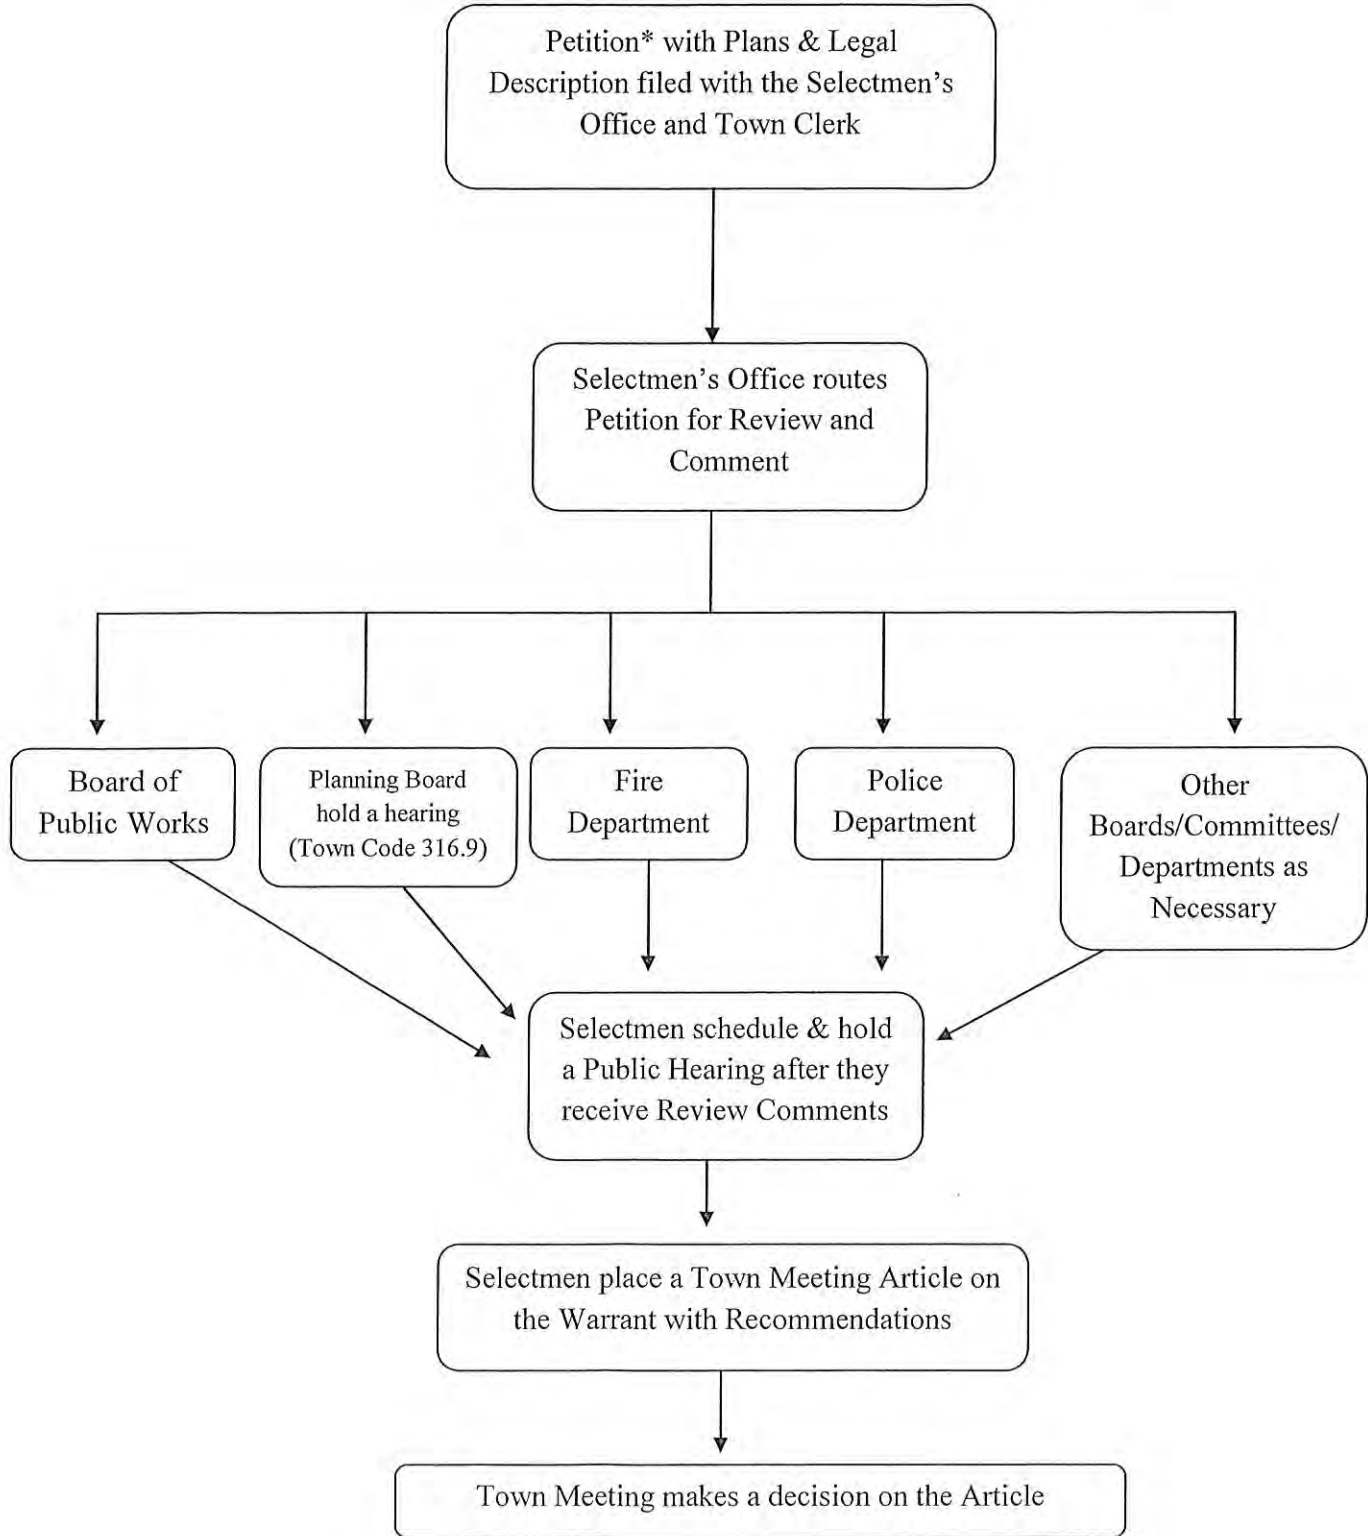 Petition* with Plans & Legal
Description filed with the Selectmen's
Office and Town Clerk
Selectmen's Office routes
Petition for Review and
Comment
Board of
Public Works
Planning Board
hold a hearing
(Town Code 316.9)
Fire
Department
Police
Department
Other
Boards/Committees/
Departments as
Necessary
Selectmen schedule & hold
a Public Hearing after they
receive Review Comments
Selectmen place a Town Meeting Article on
the Warrant with Recommendations
Town Meeting makes a decision on the Article